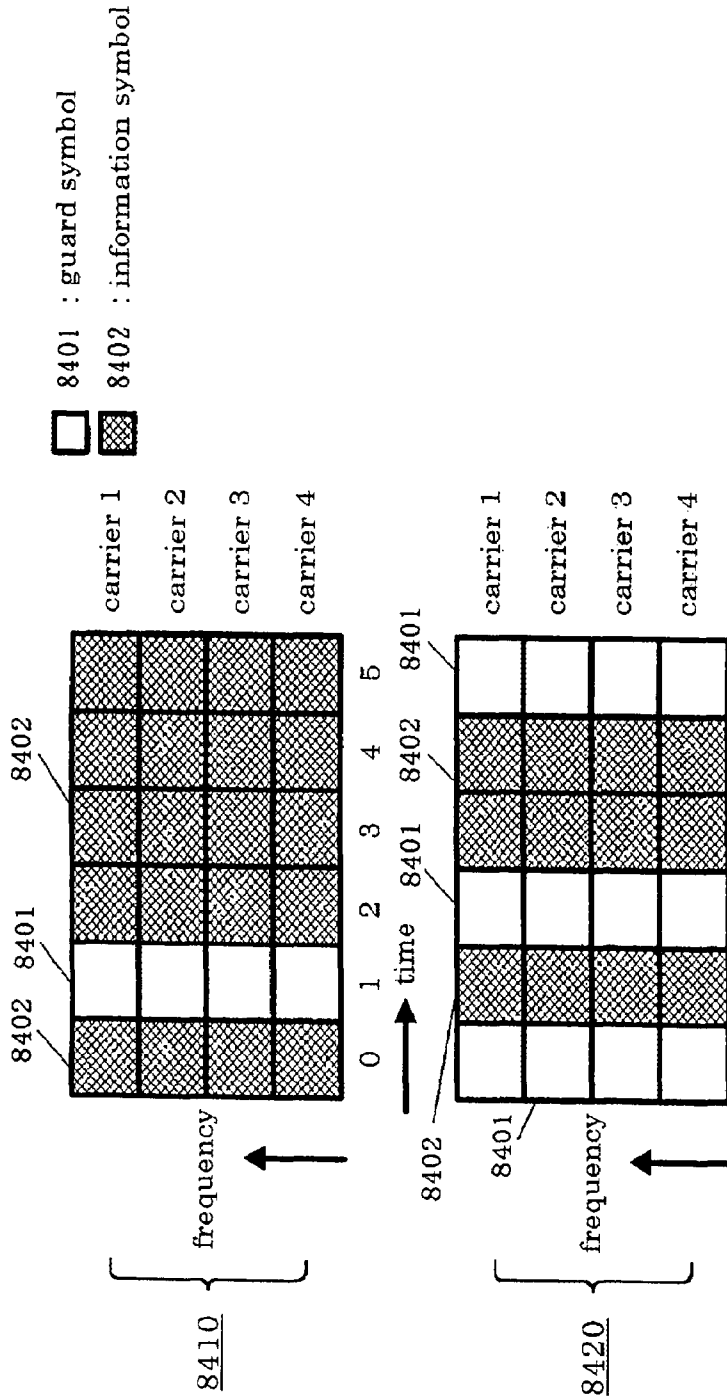 8401 : guard symbol
8402 : information symbol
8402 8401 8402
carrier 1
carrier 2
carrier 3
carrier 4
0 1 2 3 4 5
time
frequency
8410
8402 8401 8402 8401
8401
carrier 1
carrier 2
carrier 3
carrier 4
frequency
8420